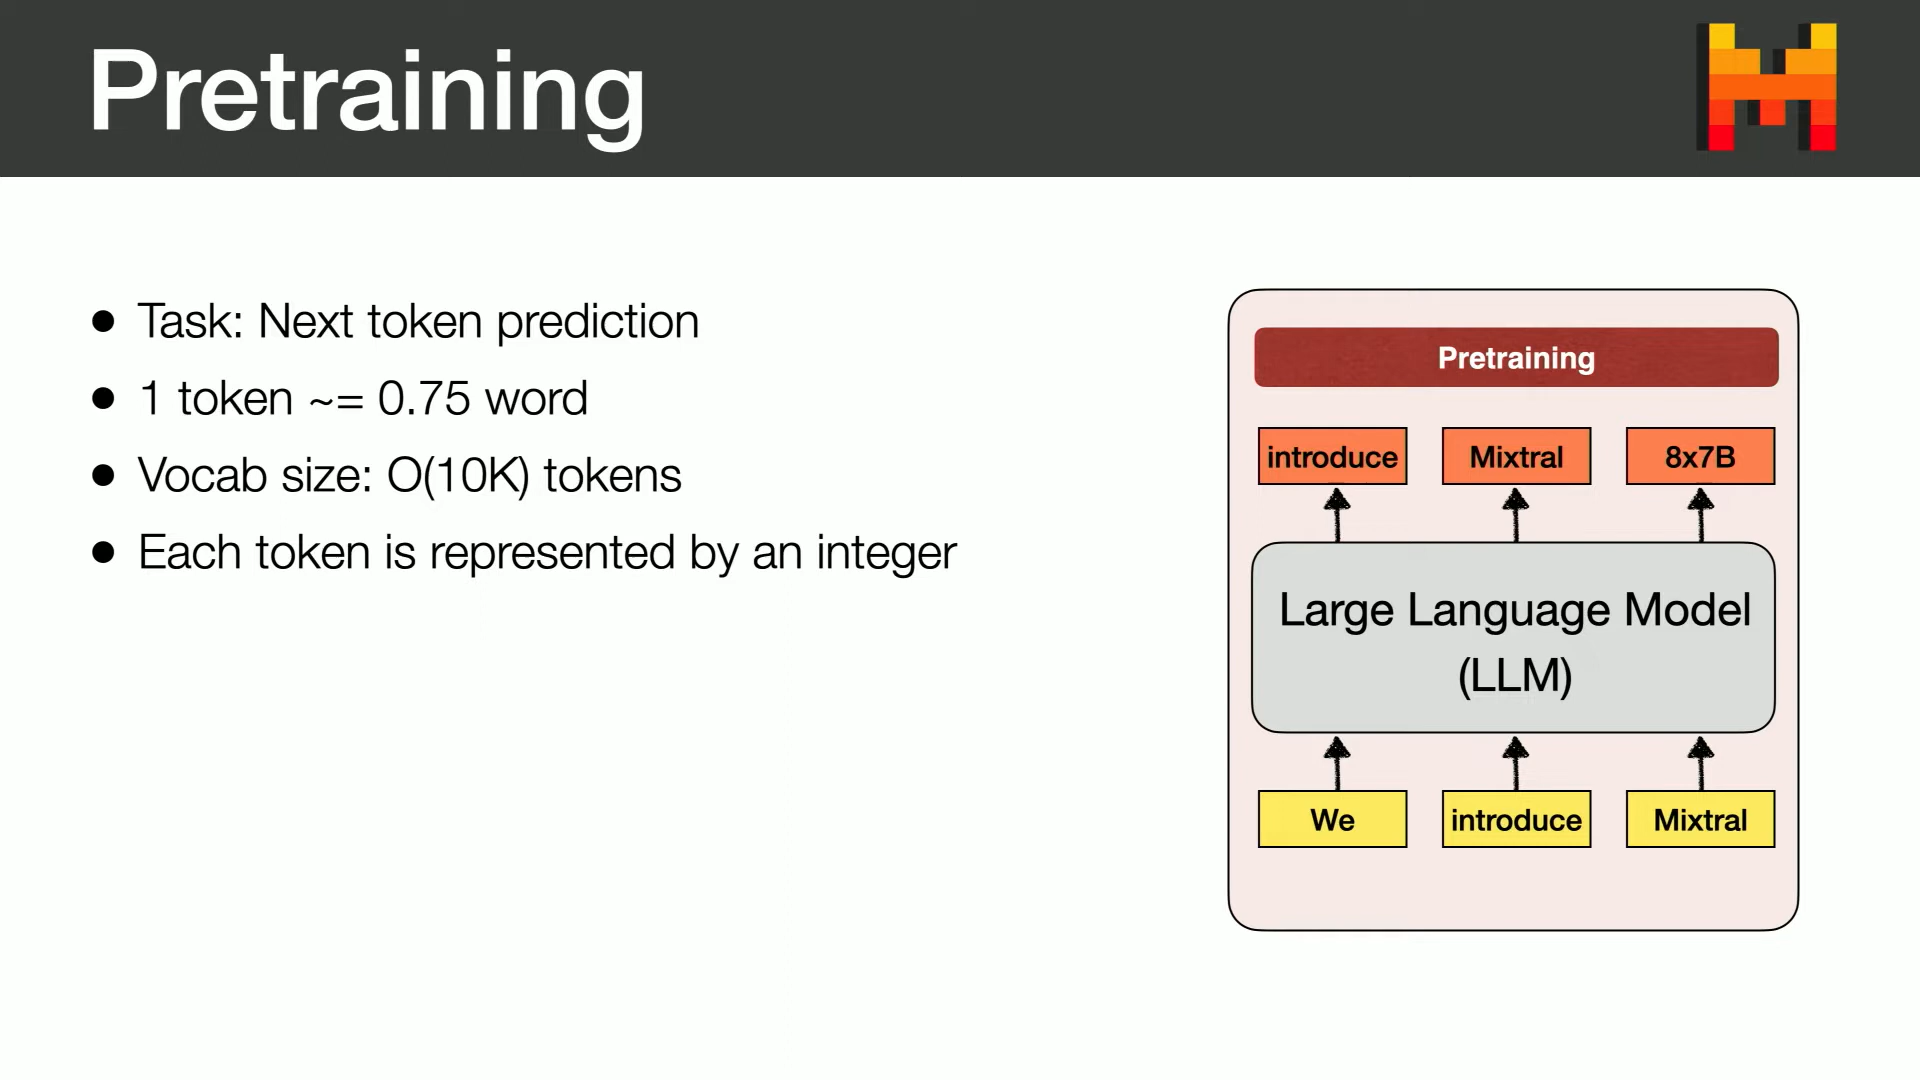 Pretraining
● Task: Next token prediction
● 1 token ~= 0.75 word
● Vocab size: O(10K) tokens
● Each token is represented by an integer
Pretraining
introduce Mixtral 8x7B
Large Language Model
(LLM)
We introduce Mixtral